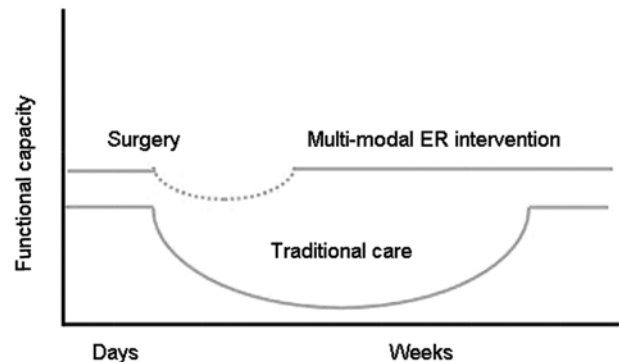 Functional capacity
Surgery
Multi-modal ER intervention
Traditional care
Days
Weeks